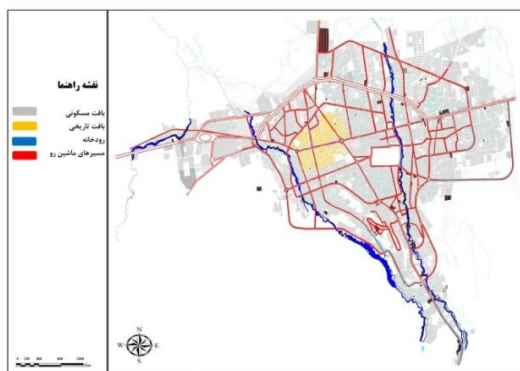 نقشه راهنما
بافت مسکونی
بافت تاریخی
رودخانه
مسیرهای ماشین رو
N
W E
S